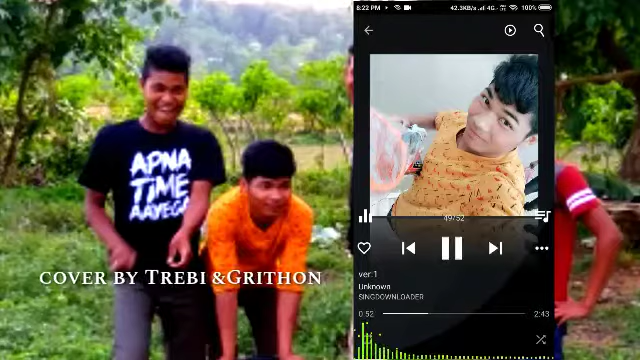 8:22 PM
42.3KB/s
4G
100%
APNA
TIME
AAYEGA
COVER BY TREBI &GRITHON
49/52
ver:1
Unknown
SINGDOWNLOADER
0:52
2:43